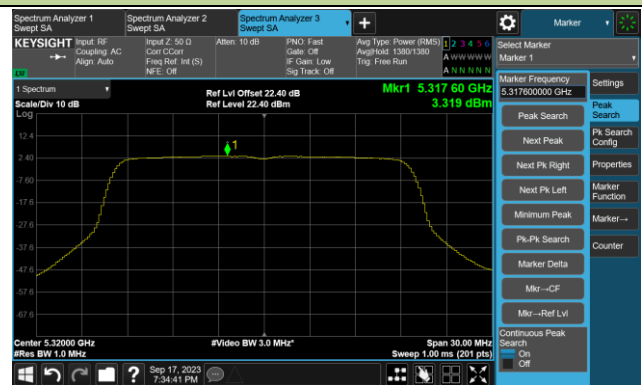 Spectrum Analyzer 1
Swept SA
Spectrum Analyzer 2
Swept SA
Spectrum Analyzer 3
Swept SA
+
Marker
KEYSIGHT
Input: RF
Coupling: AC
Align: Auto
Input Z: 50 Ω
Corr CCorr
Freq Ref: Int (S)
NFE: Off
Atten: 10 dB
PNO: Fast
Gate: Off
IF Gain: Low
Sig Track: Off
Avg Type: Power (RMS)
Avg|Hold: 1380/1380
Trig: Free Run
1 2 3 4 5 6
A W W W W W
A N N N N N
Select Marker
Marker 1
LXI
1 Spectrum
Scale/Div 10 dB
Log
Ref Lvl Offset 22.40 dB
Ref Level 22.40 dBm
Mkr1 5.317 60 GHz
3.319 dBm
12.4
2.40
-7.60
-17.6
-27.6
-37.6
-47.6
-57.6
-67.6
1
Center 5.32000 GHz
#Res BW 1.0 MHz
#Video BW 3.0 MHz*
Span 30.00 MHz
Sweep 1.00 ms (201 pts)
Marker Frequency
5.317600000 GHz
Peak Search
Next Peak
Next Pk Right
Next Pk Left
Minimum Peak
Pk-Pk Search
Marker Delta
Mkr→CF
Mkr→Ref Lvl
Continuous Peak
Search
On
Off
Settings
Peak
Search
Pk Search
Config
Properties
Marker
Function
Marker→
Counter
?
Sep 17, 2023
7:34:41 PM